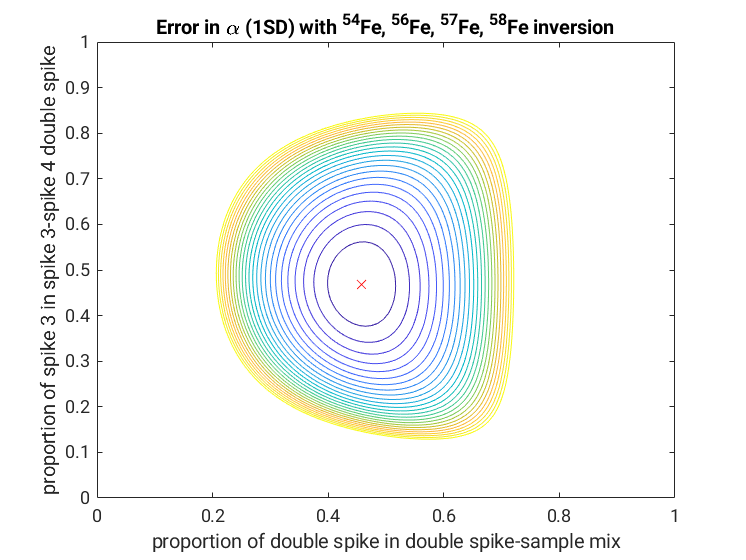 Error in α (1SD) with ⁵⁴Fe, ⁵⁶Fe, ⁵⁷Fe, ⁵⁸Fe inversion
proportion of spike 3 in spike 3-spike 4 double spike
1
0.9
0.8
0.7
0.6
0.5
0.4
0.3
0.2
0.1
0
0 0.2 0.4 0.6 0.8 1
proportion of double spike in double spike-sample mix